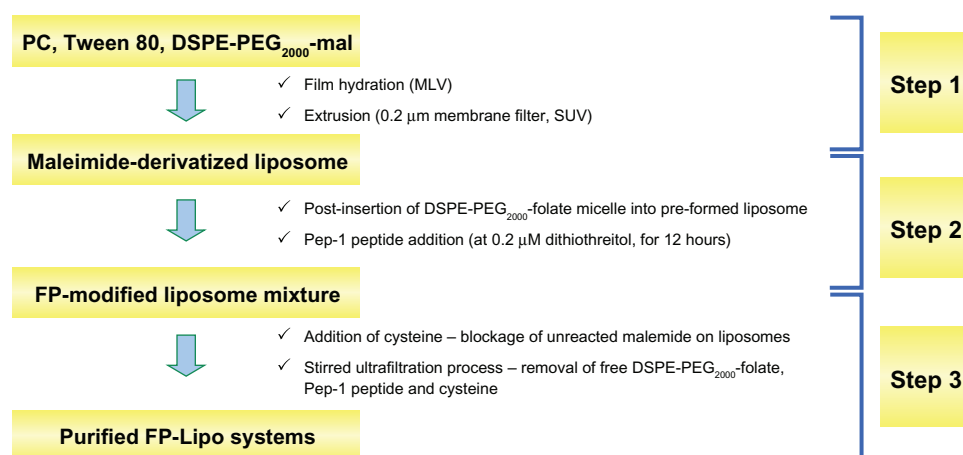 PC, Tween 80, DSPE-PEG2000-mal
✓ Film hydration (MLV)
✓ Extrusion (0.2 μm membrane filter, SUV)
Step 1
Maleimide-derivatized liposome
✓ Post-insertion of DSPE-PEG2000-folate micelle into pre-formed liposome
✓ Pep-1 peptide addition (at 0.2 μM dithiothreitol, for 12 hours)
Step 2
FP-modified liposome mixture
✓ Addition of cysteine – blockage of unreacted malemide on liposomes
✓ Stirred ultrafiltration process – removal of free DSPE-PEG2000-folate,
Pep-1 peptide and cysteine
Step 3
Purified FP-Lipo systems